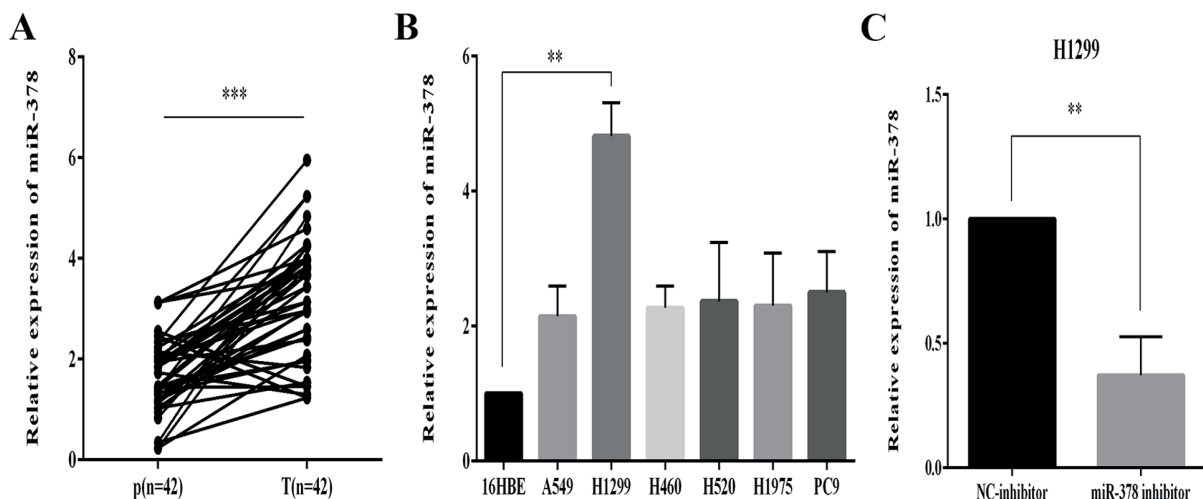 A
Relative expression of miR-378
8
6
4
2
0
***
p(n=42) T(n=42)
B
Relative expression of miR-378
6
4
2
0
**
16HBE A549 H1299 H460 H520 H1975 PC9
C
H1299
Relative expression of miR-378
1.5
1.0
0.5
0.0
**
NC-inhibitor miR-378 inhibitor